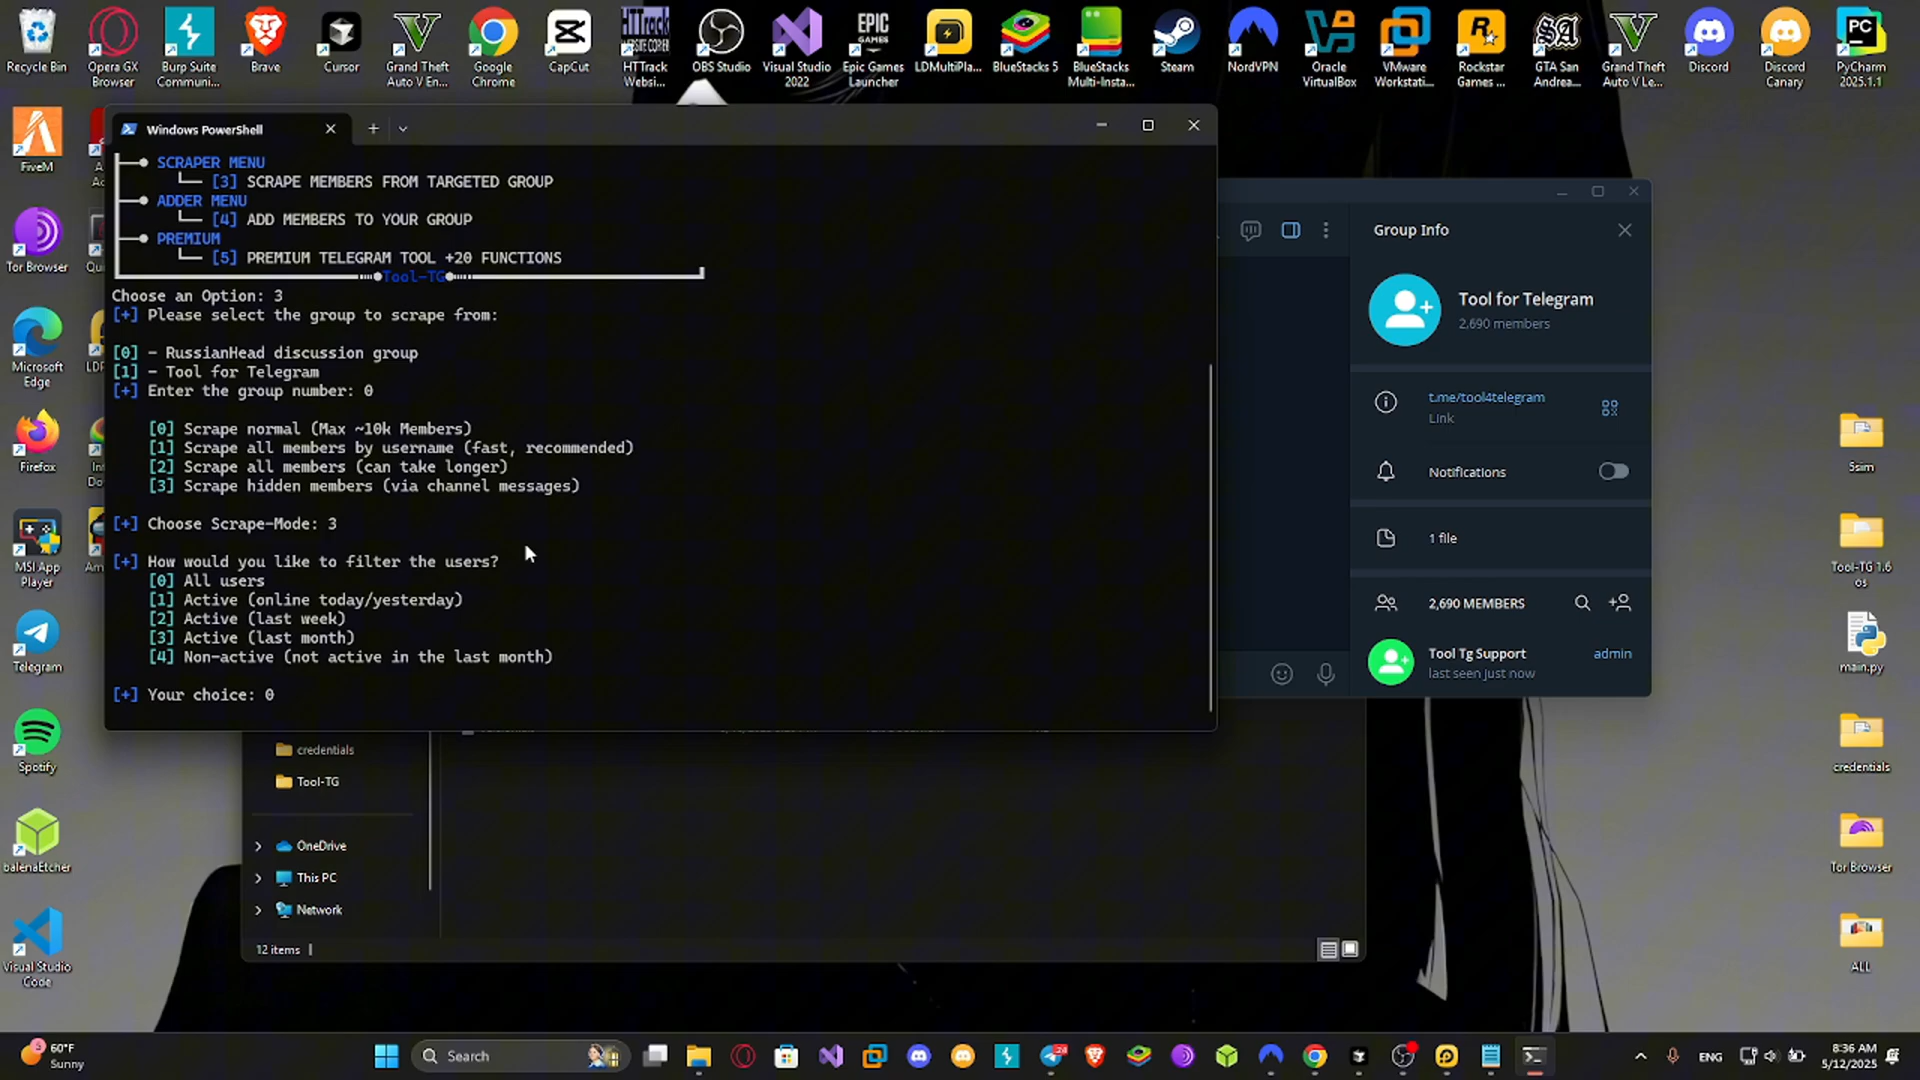 Recycle Bin
Opera GX Browser
Burp Suite Communi...
Brave
Cursor
Grand Theft Auto V En...
Google Chrome
CapCut
HTTrack Websi...
OBS Studio
Visual Studio 2022
Epic Games Launcher
LDMultiPla...
BlueStacks 5
BlueStacks Multi-Insta...
Steam
NordVPN
Oracle VirtualBox
VMware Workstati...
Rockstar Games ...
GTA San Andrea...
Grand Theft Auto V Le...
Discord
Discord Canary
PyCharm 2025.1.1
FiveM
Tor Browser
Microsoft Edge
Firefox
MSI App Player
Telegram
Spotify
balenaEtcher
Visual Studio Code
Windows PowerShell
SCRAPER MENU
[3] SCRAPE MEMBERS FROM TARGETED GROUP
ADDER MENU
[4] ADD MEMBERS TO YOUR GROUP
PREMIUM
[5] PREMIUM TELEGRAM TOOL +20 FUNCTIONS
Tool-TG
Choose an Option: 3
[+] Please select the group to scrape from:
[0] - RussianHead discussion group
[1] - Tool for Telegram
[+] Enter the group number: 0
[0] Scrape normal (Max ~10k Members)
[1] Scrape all members by username (fast, recommended)
[2] Scrape all members (can take longer)
[3] Scrape hidden members (via channel messages)
[+] Choose Scrape-Mode: 3
[+] How would you like to filter the users?
[0] All users
[1] Active (online today/yesterday)
[2] Active (last week)
[3] Active (last month)
[4] Non-active (not active in the last month)
[+] Your choice: 0
Group Info
Tool for Telegram
2,690 members
t.me/tool4telegram
Link
Notifications
1 file
2,690 MEMBERS
Tool Tg Support
admin
last seen just now
credentials
Tool-TG
OneDrive
This PC
Network
12 items
5sim
Tool-TG 1.6
os
main.py
credentials
Tor Browser
ALL
60°F
Sunny
Search
ENG
8:36 AM
5/12/2025